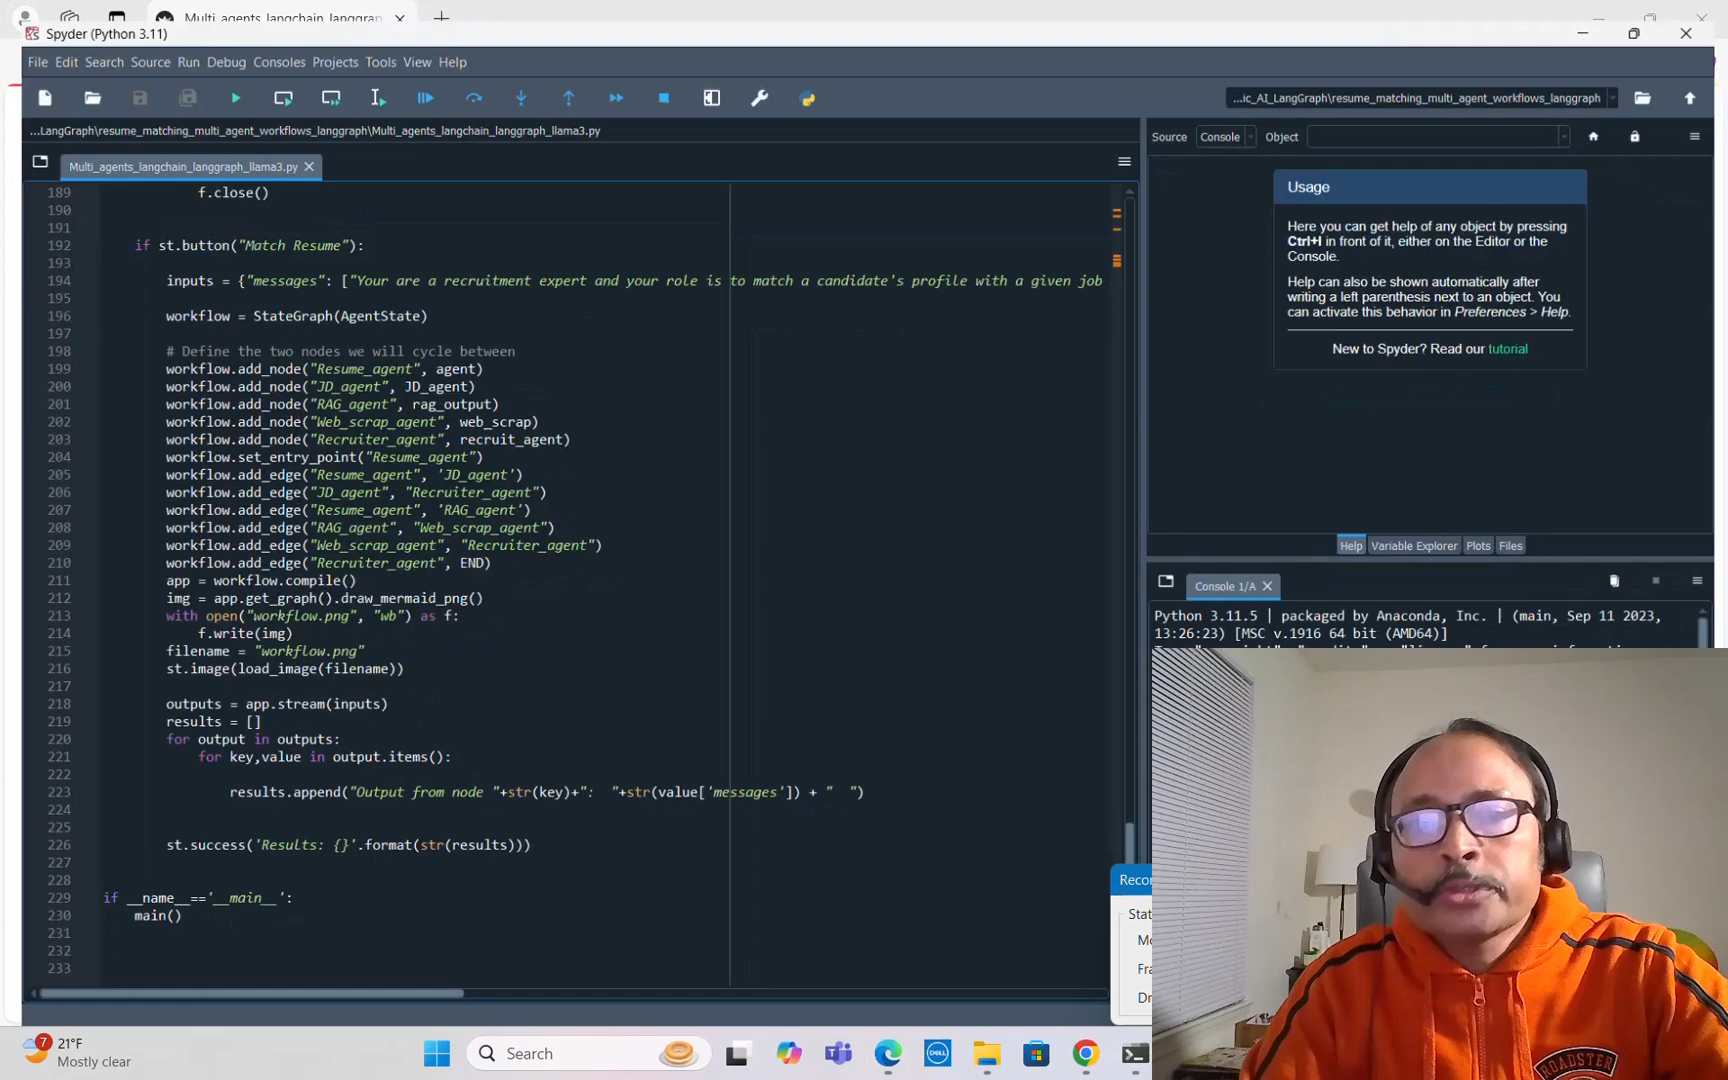 Multi_agents_langchain_langgrap
Spyder (Python 3.11)
File Edit Search Source Run Debug Consoles Projects Tools View Help
...ic_AI_LangGraph\resume_matching_multi_agent_workflows_langgraph
...LangGraph\resume_matching_multi_agent_workflows_langgraph\Multi_agents_langchain_langgraph_llama3.py
Source Console Object
Multi_agents_langchain_langgraph_llama3.py
189 f.close()
190
191
192 if st.button("Match Resume"):
193
194 inputs = {"messages": ["Your are a recruitment expert and your role is to match a candidate's profile with a given job
195
196 workflow = StateGraph(AgentState)
197
198 # Define the two nodes we will cycle between
199 workflow.add_node("Resume_agent", agent)
200 workflow.add_node("JD_agent", JD_agent)
201 workflow.add_node("RAG_agent", rag_output)
202 workflow.add_node("Web_scrap_agent", web_scrap)
203 workflow.add_node("Recruiter_agent", recruit_agent)
204 workflow.set_entry_point("Resume_agent")
205 workflow.add_edge("Resume_agent", 'JD_agent')
206 workflow.add_edge("JD_agent", "Recruiter_agent")
207 workflow.add_edge("Resume_agent", 'RAG_agent')
208 workflow.add_edge("RAG_agent", "Web_scrap_agent")
209 workflow.add_edge("Web_scrap_agent", "Recruiter_agent")
210 workflow.add_edge("Recruiter_agent", END)
211 app = workflow.compile()
212 img = app.get_graph().draw_mermaid_png()
213 with open("workflow.png", "wb") as f:
214 f.write(img)
215 filename = "workflow.png"
216 st.image(load_image(filename))
217
218 outputs = app.stream(inputs)
219 results = []
220 for output in outputs:
221 for key,value in output.items():
222
223 results.append("Output from node "+str(key)+":  "+str(value['messages']) + "  ")
224
225
226 st.success('Results: {}'.format(str(results)))
227
228
229 if __name__=='__main__':
230 main()
231
232
233
Usage
Here you can get help of any object by pressing
Ctrl+I in front of it, either on the Editor or the
Console.
Help can also be shown automatically after
writing a left parenthesis next to an object. You
can activate this behavior in Preferences > Help.
New to Spyder? Read our tutorial
Help Variable Explorer Plots Files
Console 1/A
Python 3.11.5 | packaged by Anaconda, Inc. | (main, Sep 11 2023,
13:26:23) [MSC v.1916 64 bit (AMD64)]
Recor
Stat
Mo
Fra
Dr
ROADSTER
7
21°F
Mostly clear
Search
DELL